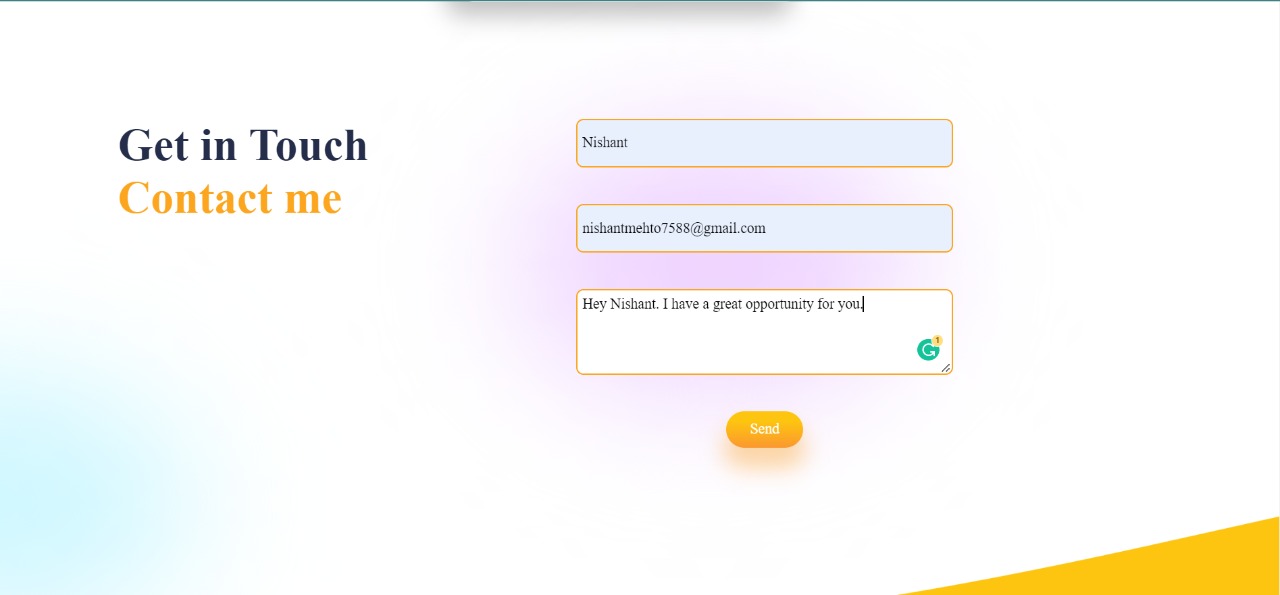 Get in Touch
Contact me
Nishant
nishantmehto7588@gmail.com
Hey Nishant. I have a great opportunity for you.
1
Send